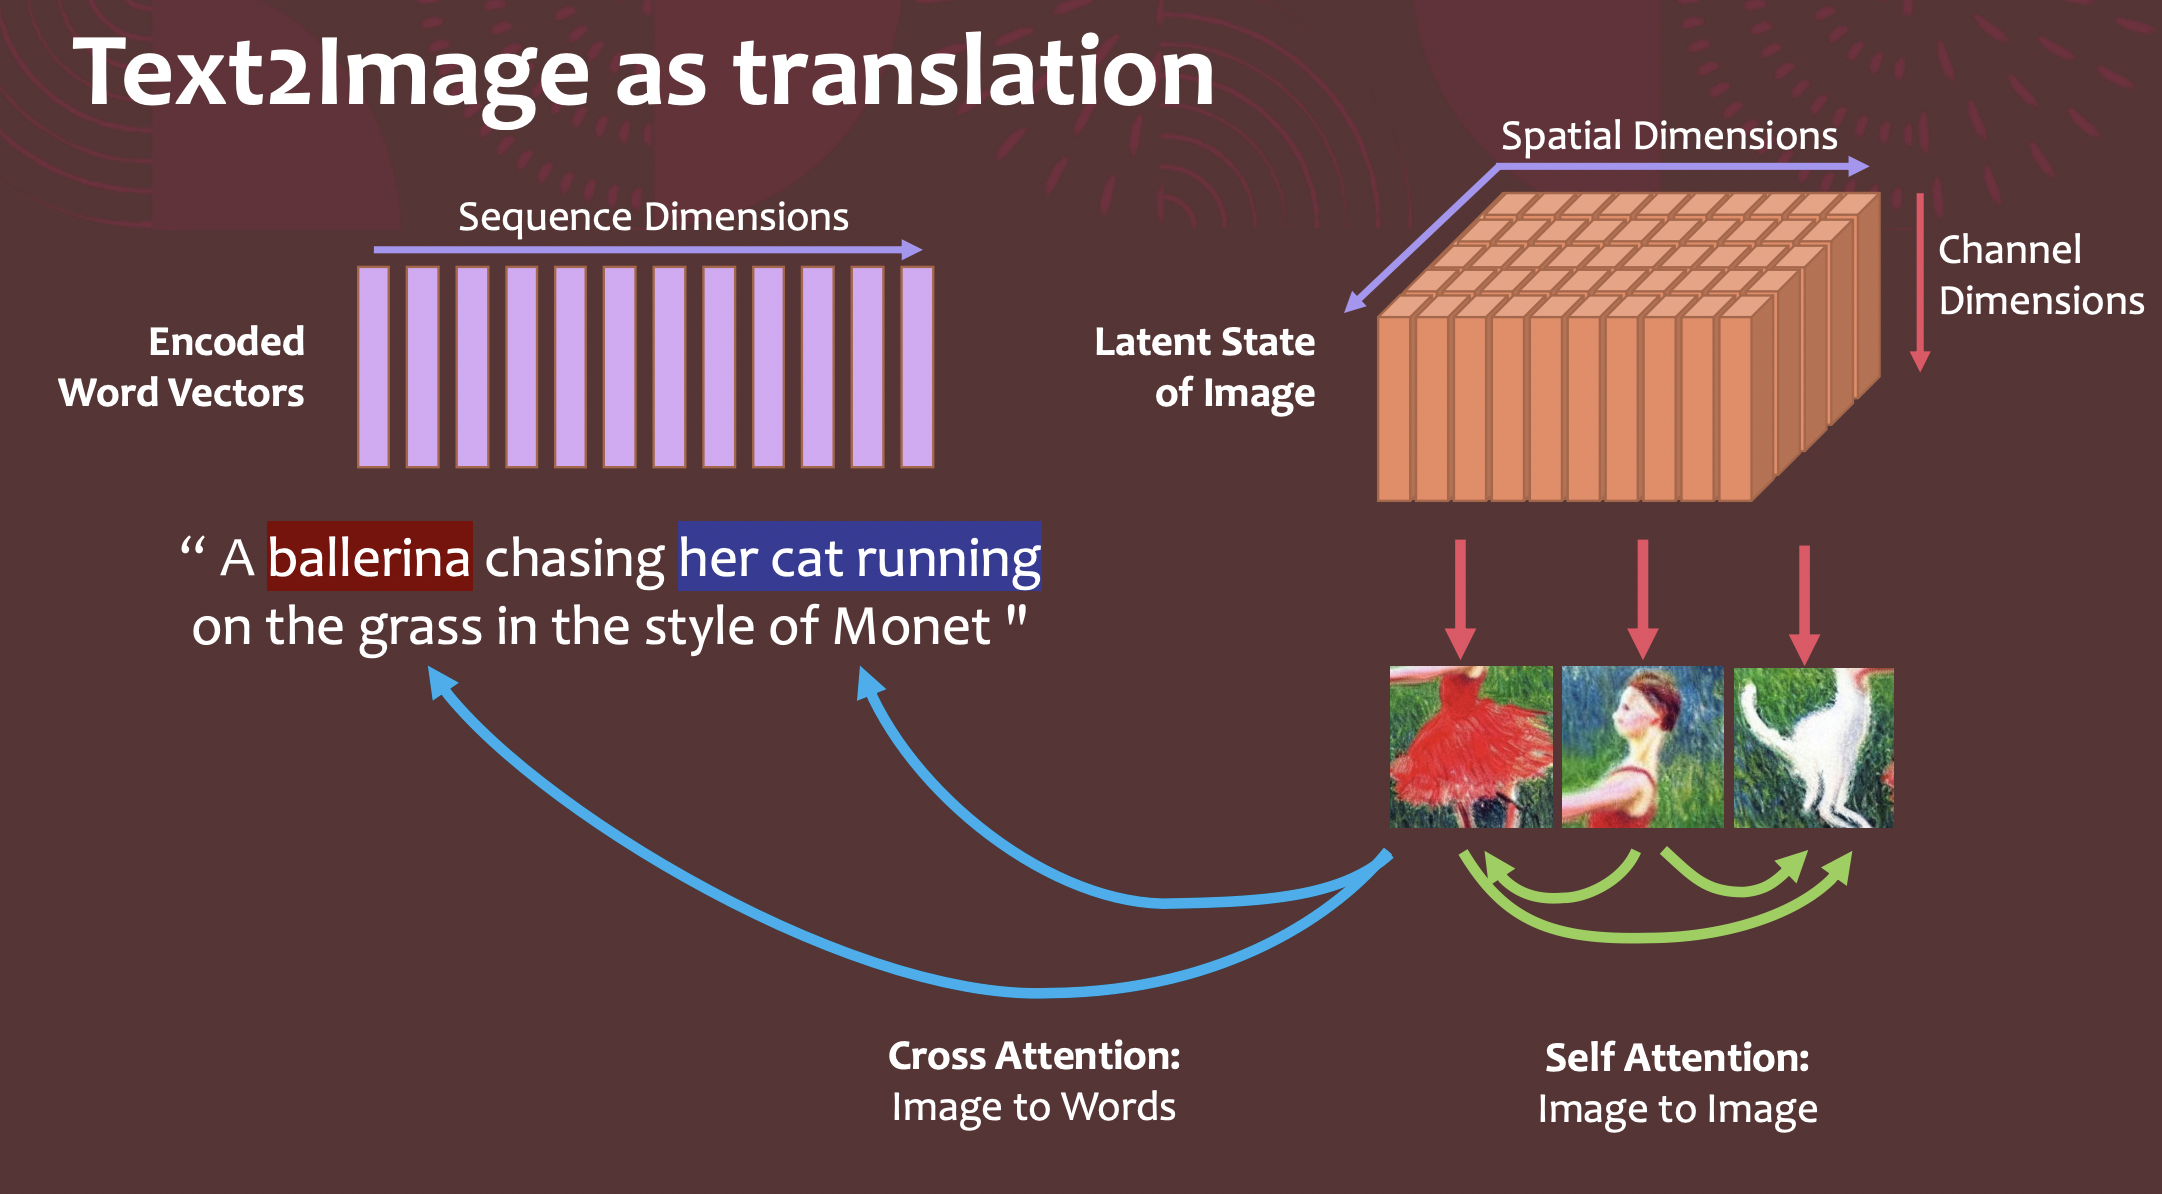 Text2Image as translation
Spatial Dimensions
Sequence Dimensions
Channel
Dimensions
Encoded
Word Vectors
Latent State
of Image
“ A ballerina chasing her cat running
on the grass in the style of Monet "
Cross Attention:
Image to Words
Self Attention:
Image to Image